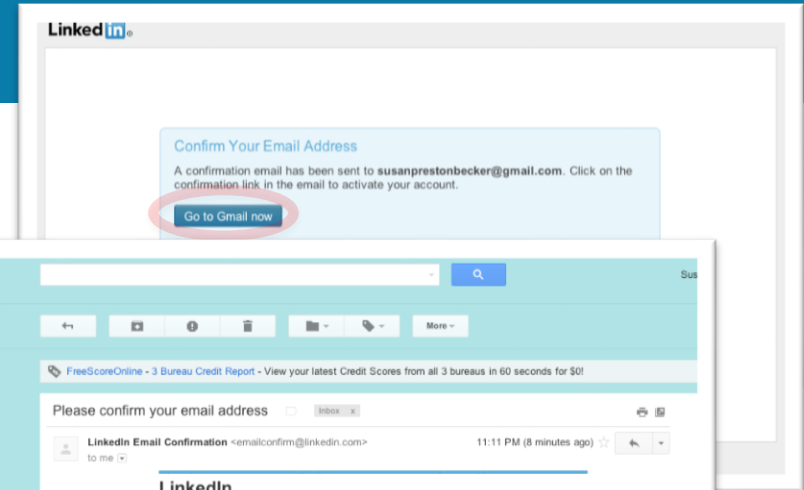 Linked in®
Confirm Your Email Address
A confirmation email has been sent to susanprestonbecker@gmail.com. Click on the
confirmation link in the email to activate your account.
Go to Gmail now
Sus
More
FreeScoreOnline - 3 Bureau Credit Report - View your latest Credit Scores from all 3 bureaus in 60 seconds for $0!
Please confirm your email address Inbox x
LinkedIn Email Confirmation <emailconfirm@linkedin.com> 11:11 PM (8 minutes ago)
to me
LinkedIn